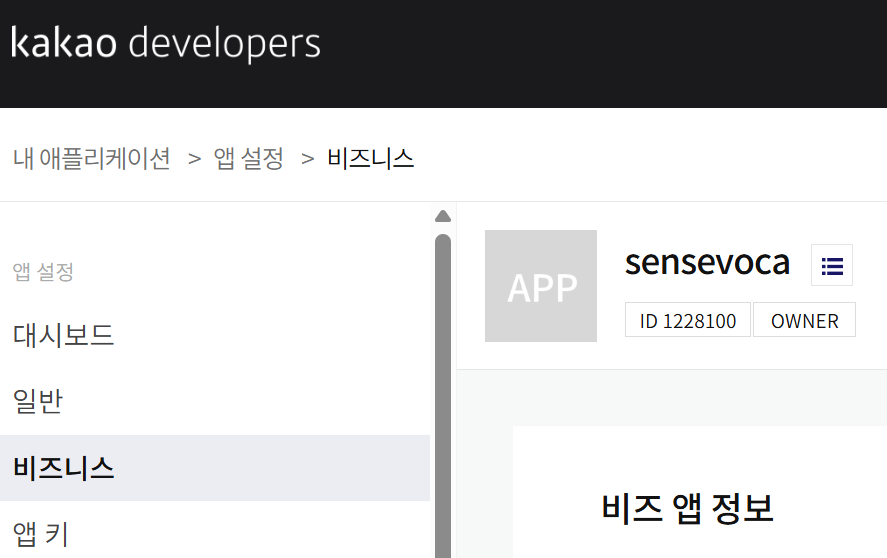 kakao developers
내 애플리케이션 > 앱 설정 > 비즈니스
앱 설정
대시보드
일반
비즈니스
앱 키
APP
sensevoca
ID 1228100
OWNER
비즈 앱 정보